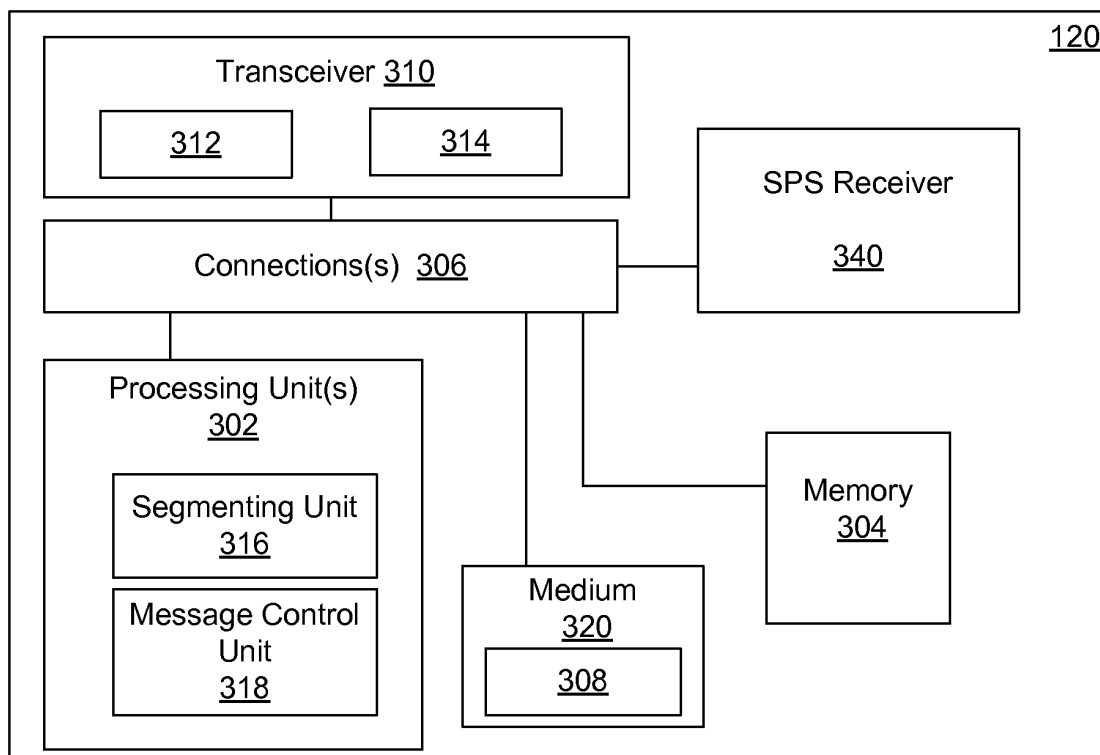 120
Transceiver 310
312
314
SPS Receiver
340
Connections(s) 306
Processing Unit(s)
302
Segmenting Unit
316
Message Control
Unit
318
Medium
320
308
Memory
304